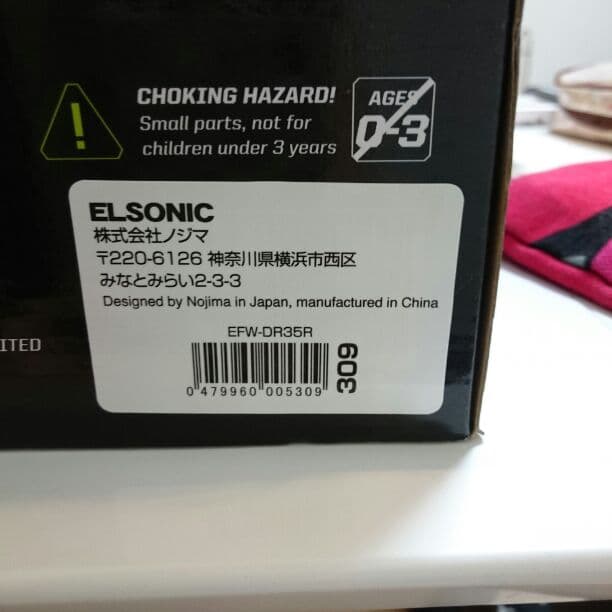 CHOKING HAZARD!
Small parts, not for
children under 3 years
AGES
0-3
ELSONIC
株式会社ノジマ
〒220-6126 神奈川県横浜市西区
みなとみらい2-3-3
Designed by Nojima in Japan, manufactured in China
EFW-DR35R
0 479960 005309
309
ITED